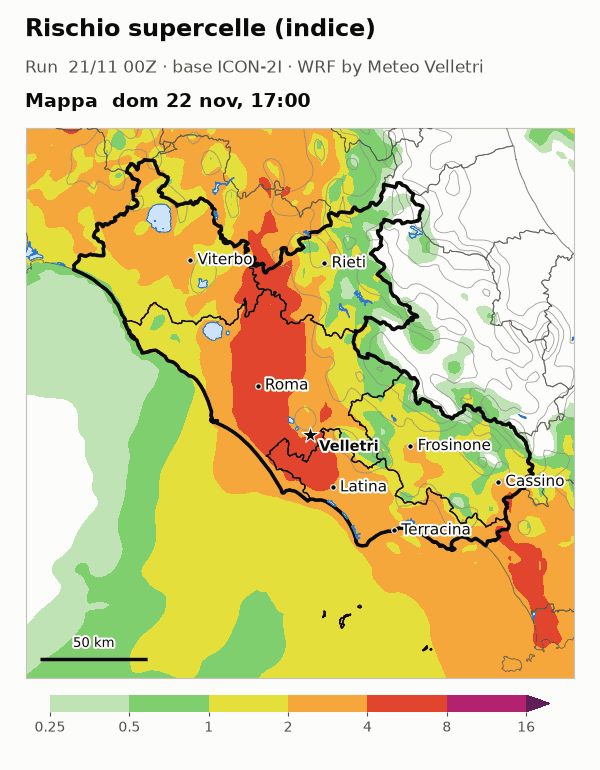 Rischio supercelle (indice)
Run  21/11 00Z · base ICON-2I · WRF by Meteo Velletri
Mappa  dom 22 nov, 17:00
Viterbo
Rieti
Roma
Velletri
Frosinone
Latina
Cassino
Terracina
50 km
0.25 0.5 1 2 4 8 16